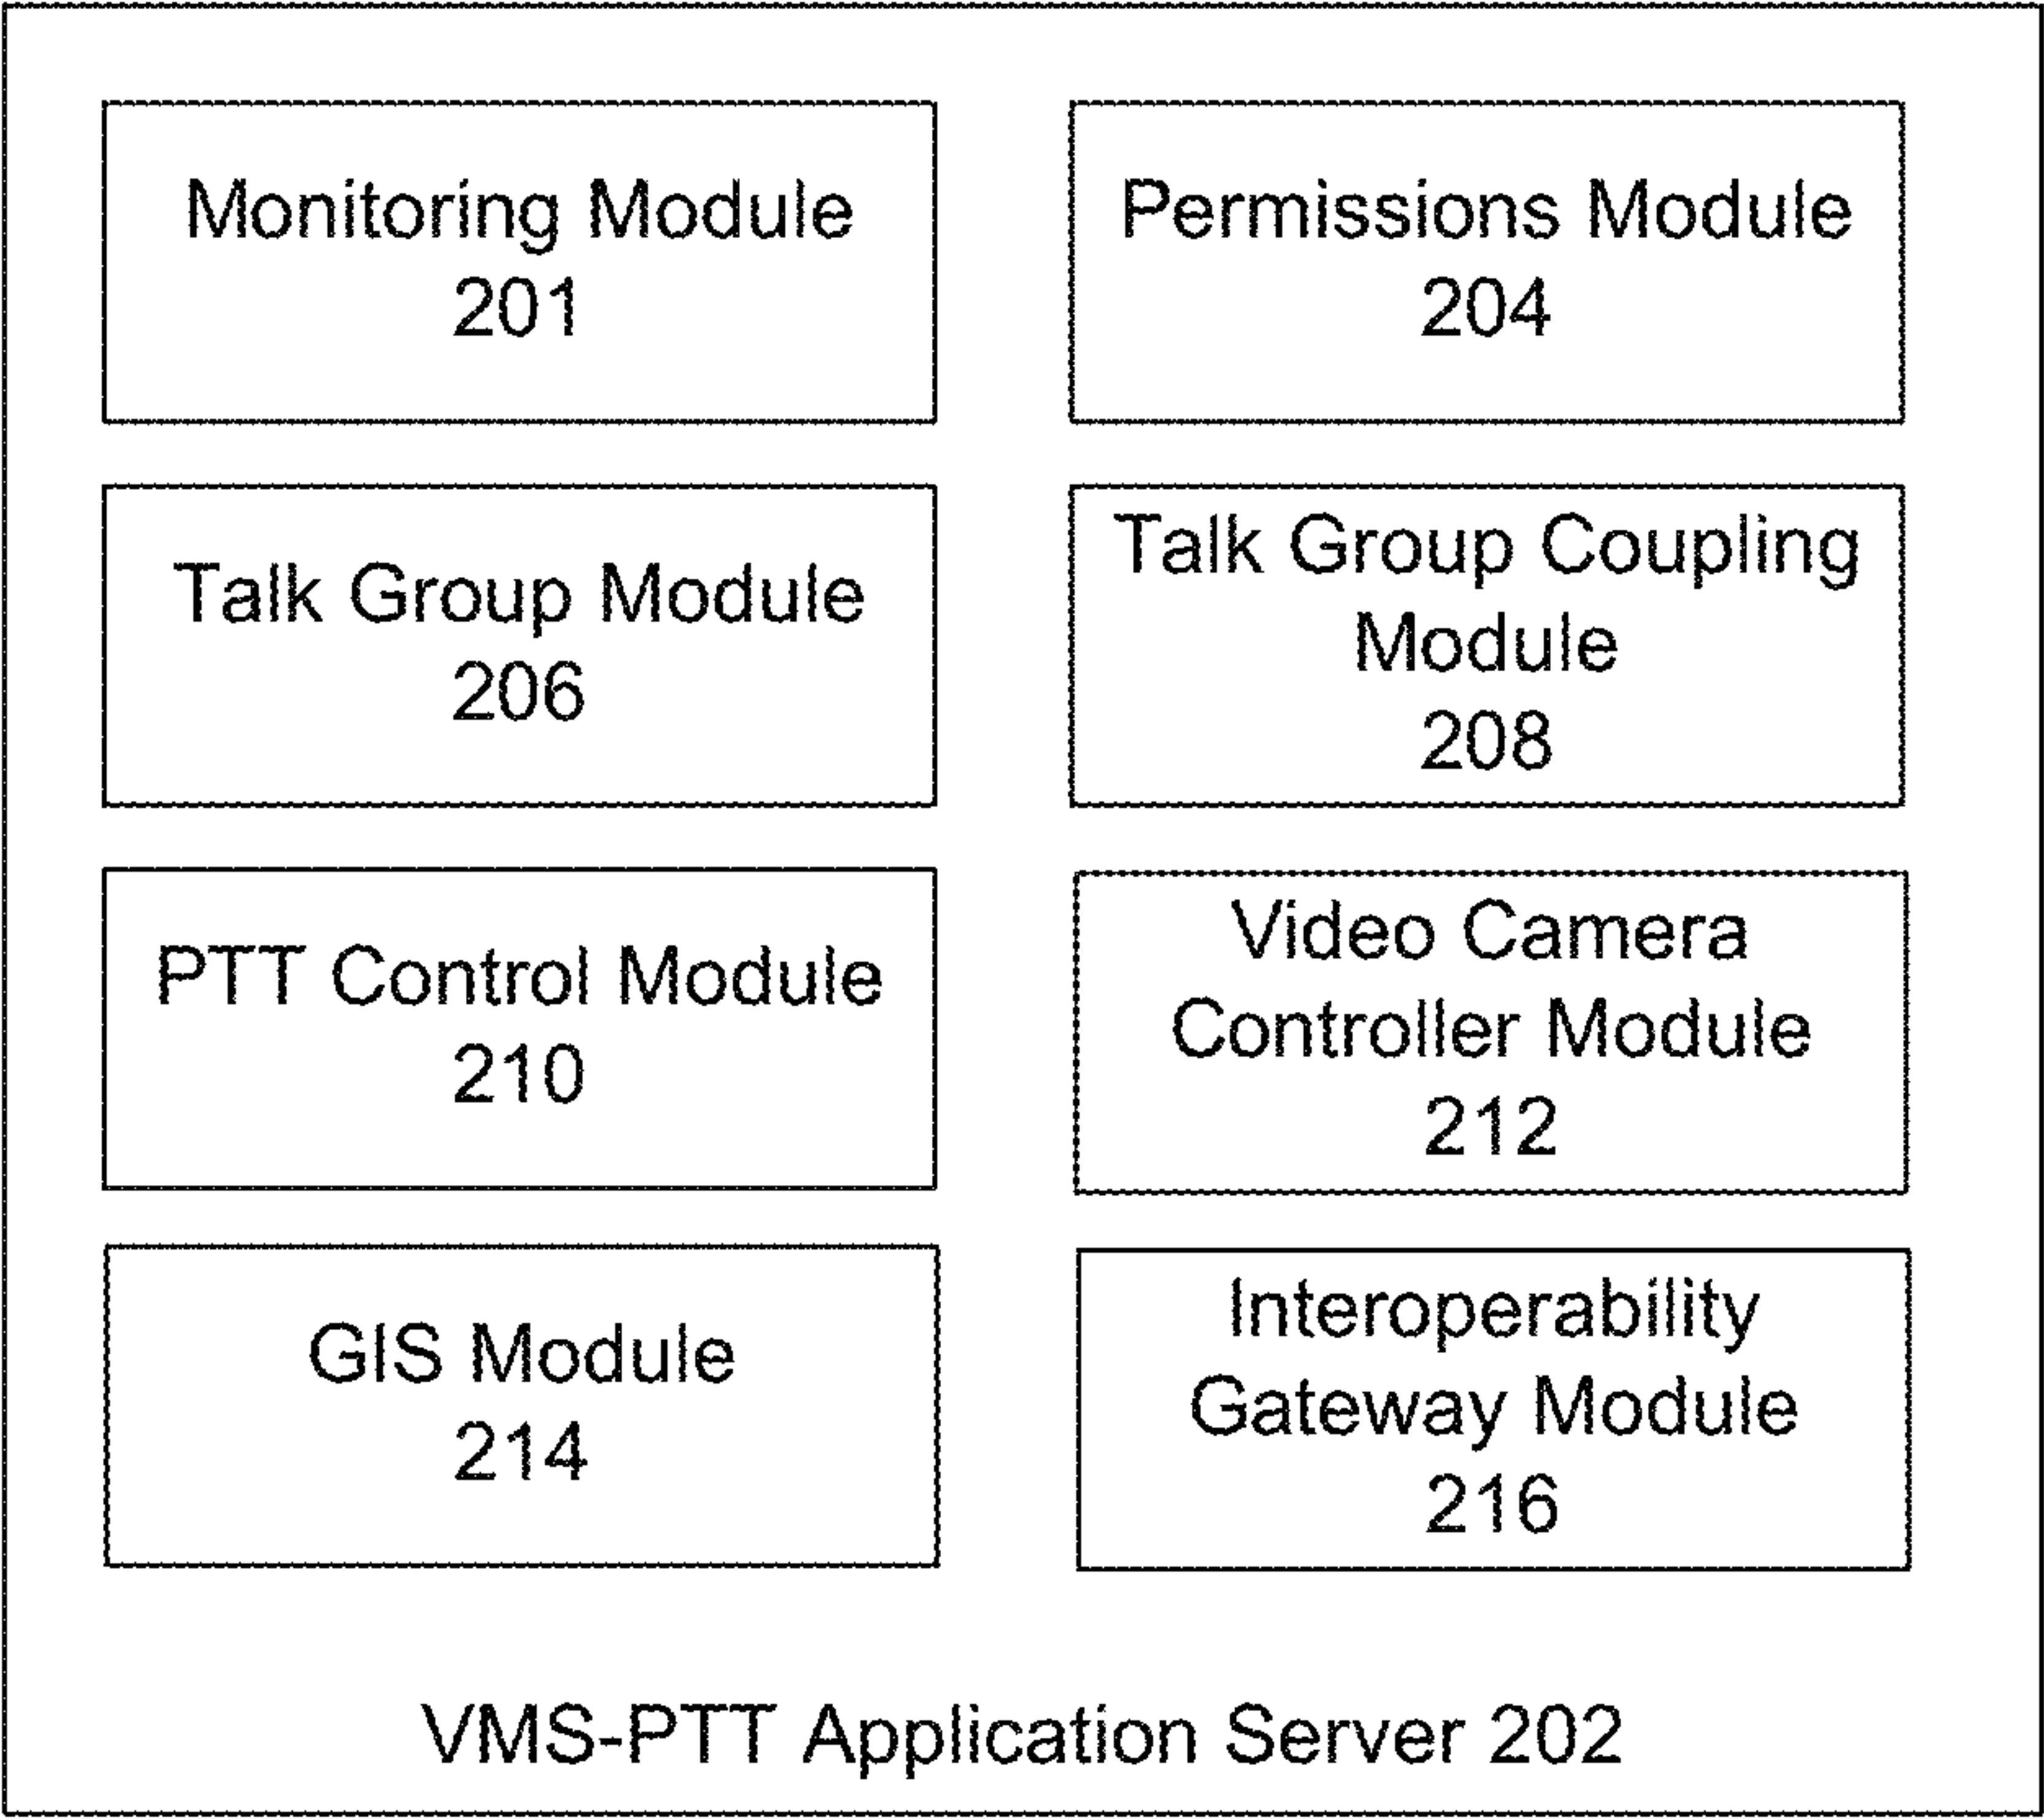 Monitoring Module
201
Permissions Module
204
Talk Group Module
206
Talk Group Coupling
Module
208
PTT Control Module
210
Video Camera
Controller Module
212
GIS Module
214
Interoperability
Gateway Module
216
VMS-PTT Application Server 202